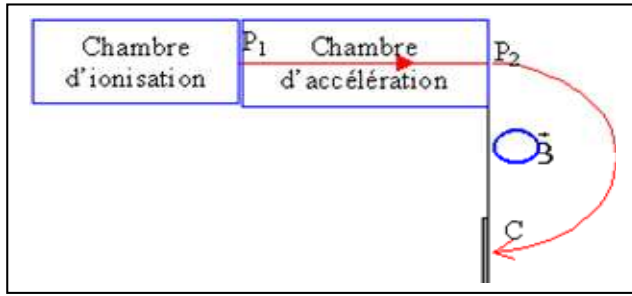 Chambre
d'ionisation
P1
Chambre
d'accélération
P2
B
C